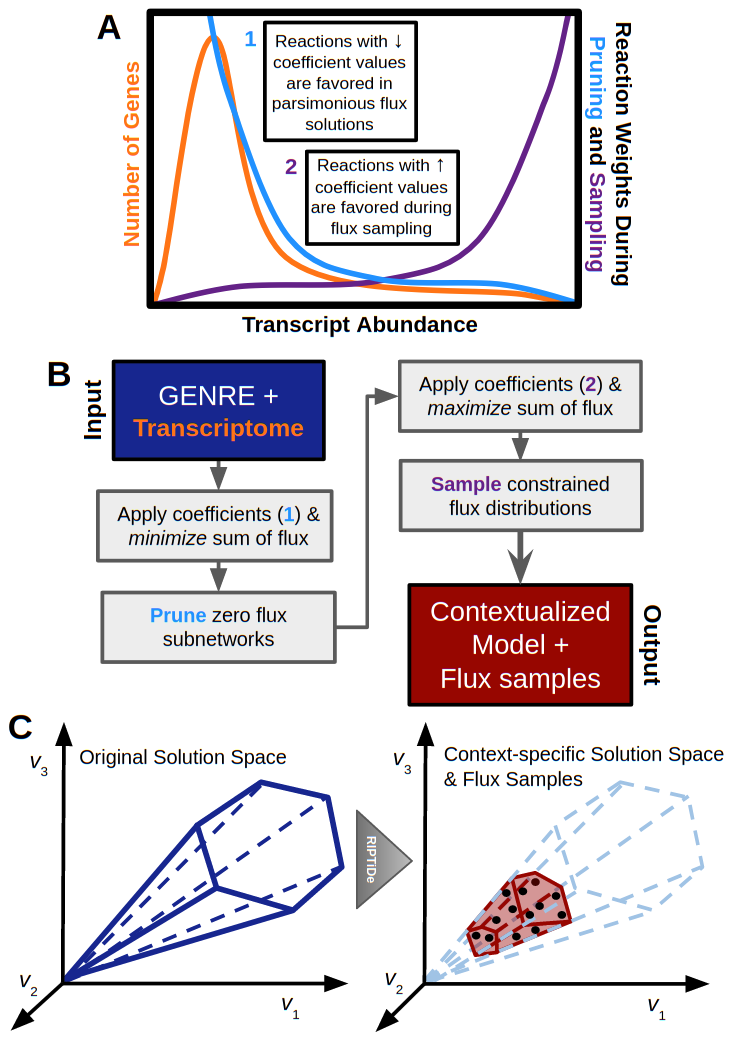 A
Number of Genes
1
Reactions with ↓
coefficient values
are favored in
parsimonious flux
solutions
2
Reactions with ↑
coefficient values
are favored during
flux sampling
Reaction Weights During
Pruning and Sampling
Transcript Abundance
B
Input
GENRE +
Transcriptome
Apply coefficients (1) &
minimize sum of flux
Prune zero flux
subnetworks
Apply coefficients (2) &
maximize sum of flux
Sample constrained
flux distributions
Contextualized
Model +
Flux samples
Output
C
v3
Original Solution Space
v2
v1
RIPTiDe
v3
Context-specific Solution Space
& Flux Samples
v2
v1